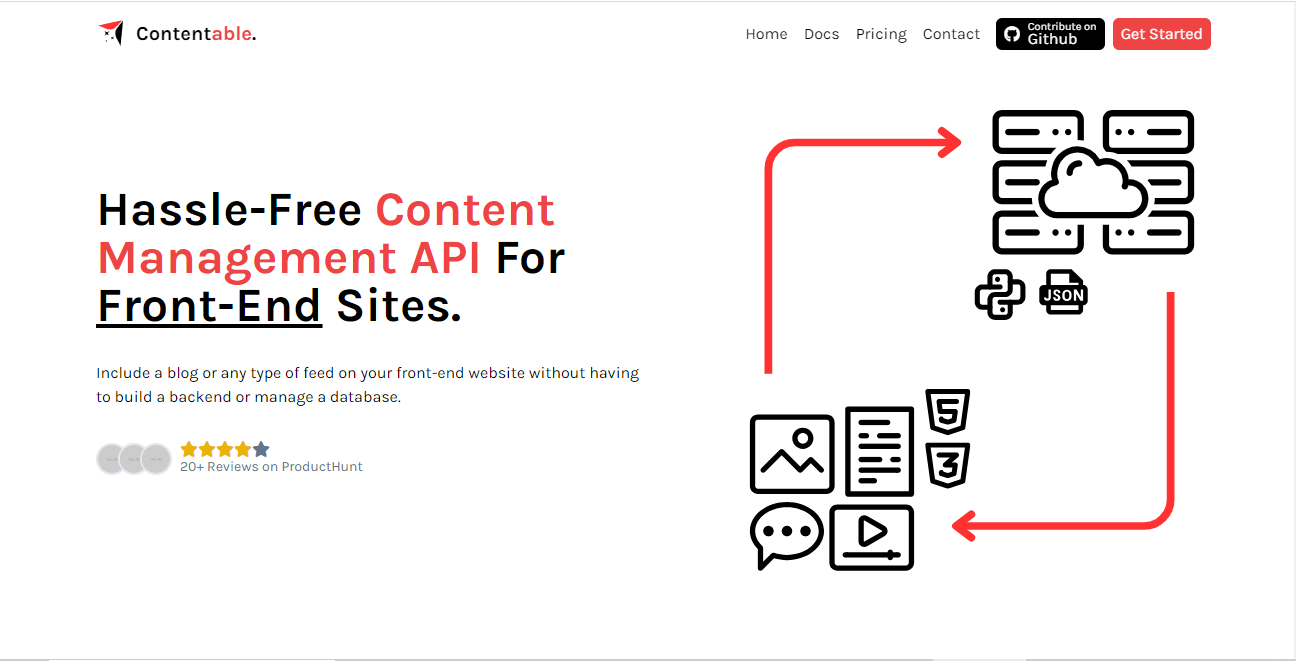 Contentable.
Home Docs Pricing Contact
Contribute on
Github
Get Started
Hassle-Free Content
Management API For
Front-End Sites.
Include a blog or any type of feed on your front-end website without having
to build a backend or manage a database.
20+ Reviews on ProductHunt
JSON
5
3